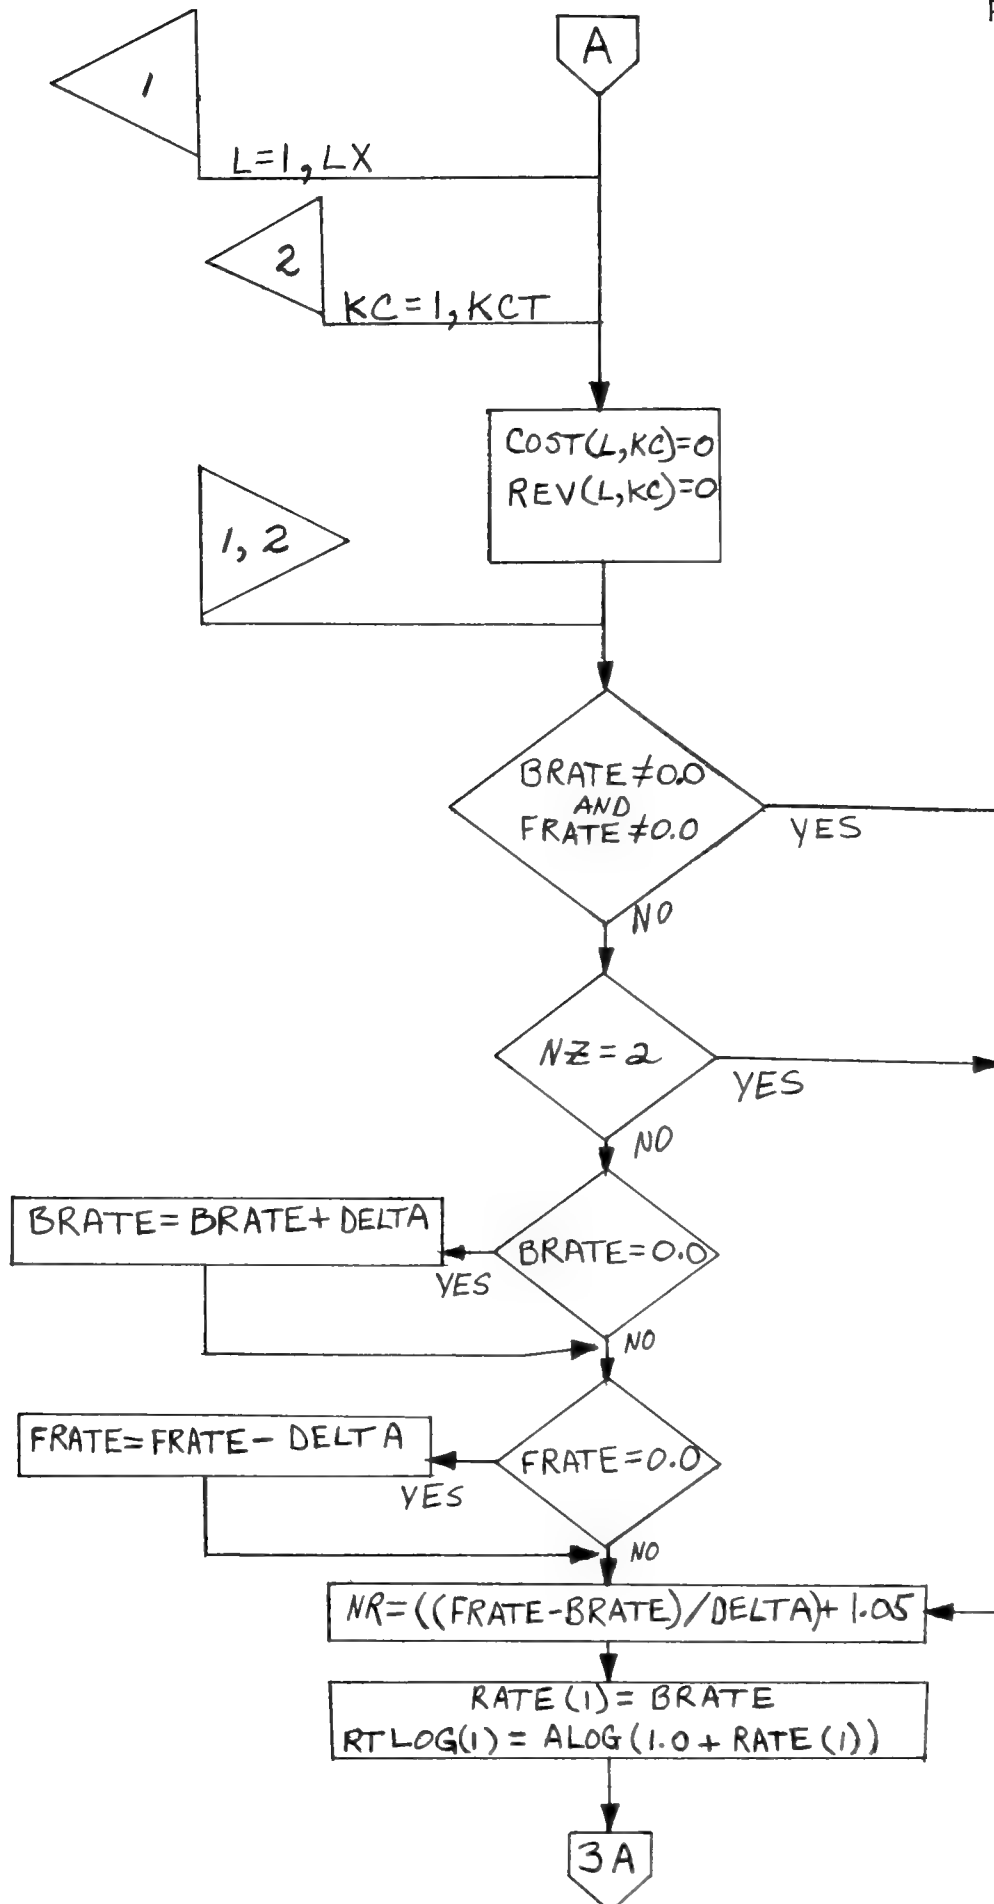 A
1
L=1, LX
2
KC=1, KCT
COST(L,KC)=0
REV(L,KC)=0
1, 2
BRATE≠0.0
AND
FRATE≠0.0
YES
NO
NZ=2
YES
NO
BRATE=BRATE+DELTA
BRATE=0.0
YES
NO
FRATE=FRATE-DELTA
FRATE=0.0
YES
NO
NR=((FRATE-BRATE)/DELTA)+1.05
RATE(1)=BRATE
RTLOG(1)=ALOG(1.0+RATE(1))
3A